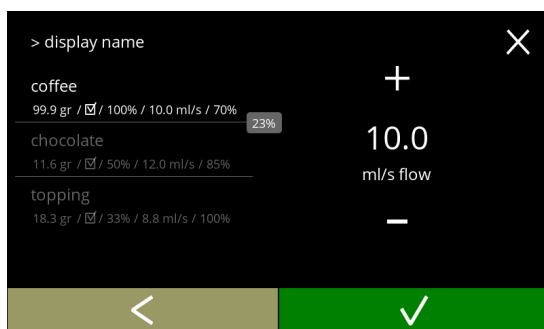 > display name
coffee
99.9 gr / ☑ / 100% / 10.0 ml/s / 70%
23%
chocolate
11.6 gr / ☑ / 50% / 12.0 ml/s / 85%
topping
18.3 gr / ☑ / 33% / 8.8 ml/s / 100%
10.0
ml/s flow